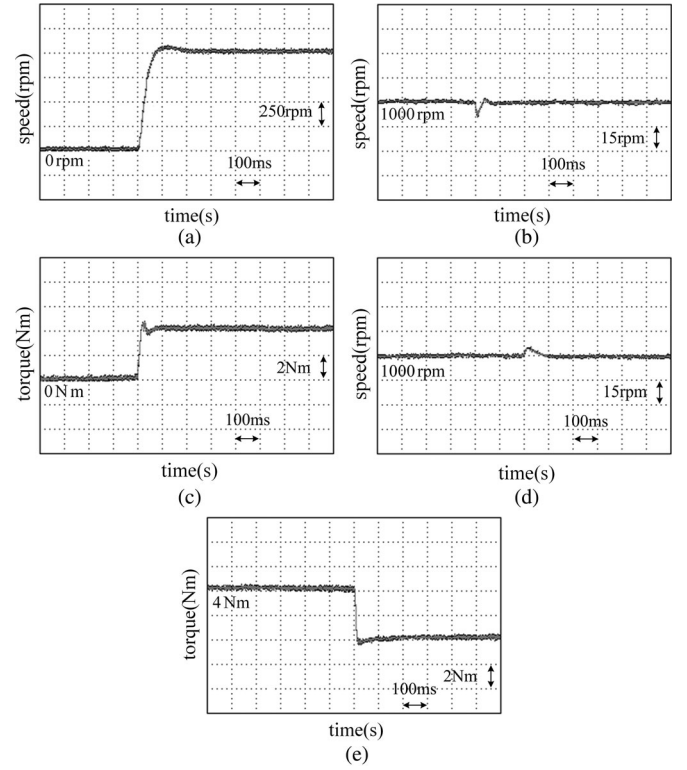 speed(rpm)
250rpm
0 rpm
100ms
time(s)
(a)
speed(rpm)
1000 rpm
15rpm
100ms
time(s)
(b)
torque(Nm)
2Nm
0 N m
100ms
time(s)
(c)
speed(rpm)
1000 rpm
15rpm
100ms
time(s)
(d)
torque(Nm)
4 Nm
2Nm
100ms
time(s)
(e)